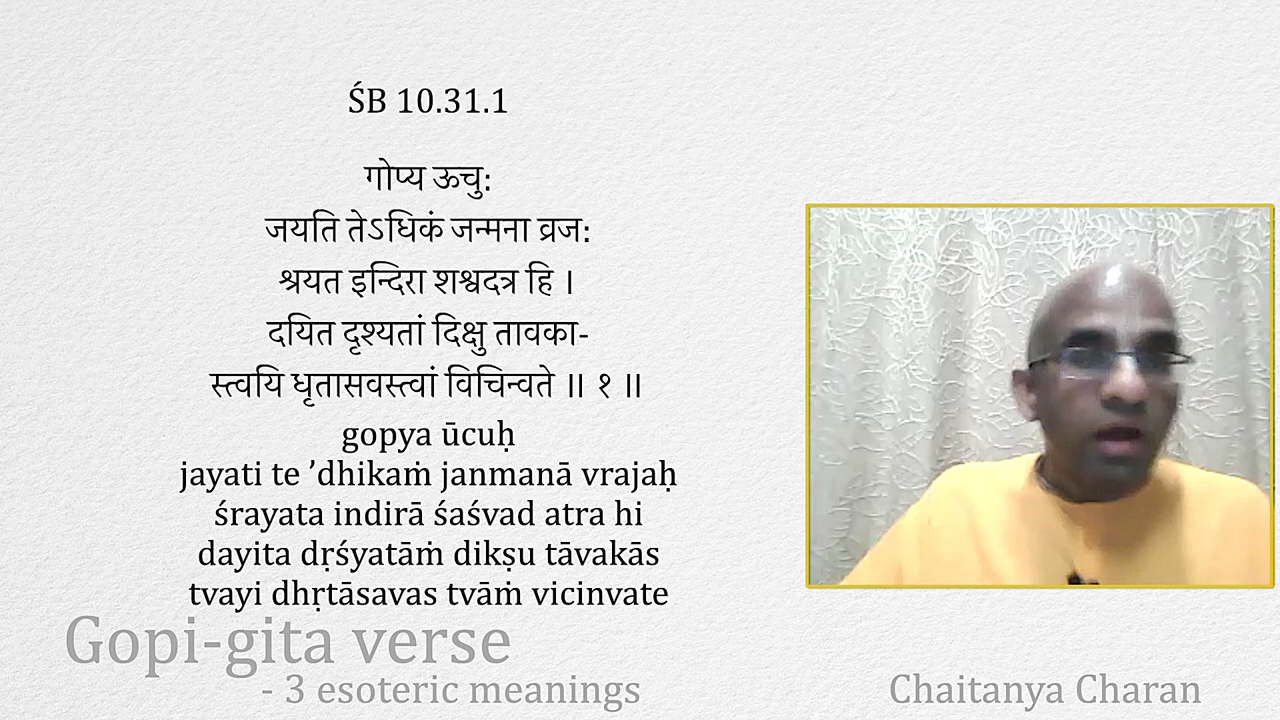 ŚB 10.31.1
गोप्य ऊचु:
जयति तेऽधिकं जन्मना व्रज:
श्रयत इन्दिरा शश्वदत्र हि ।
दयित दृश्यतां दिक्षु तावका-
स्त्वयि धृतासवस्त्वां विचिन्वते ॥ १ ॥
gopya ūcuḥ
jayati te ’dhikaṁ janmanā vrajaḥ
śrayata indirā śaśvad atra hi
dayita dṛśyatāṁ dikṣu tāvakās
tvayi dhṛtāsavas tvāṁ vicinvate
Gopi-gita verse
- 3 esoteric meanings
Chaitanya Charan